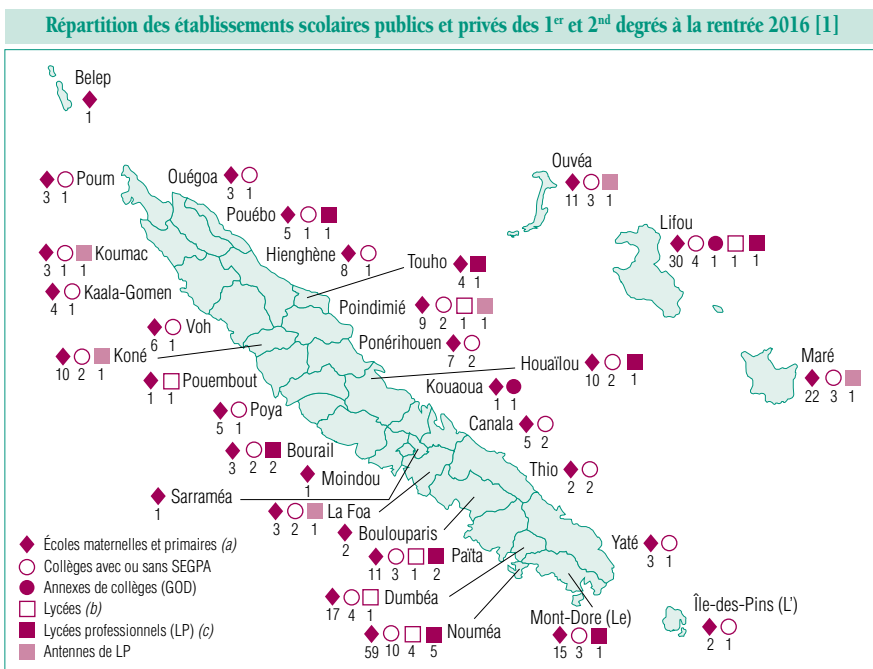 Répartition des établissements scolaires publics et privés des 1er et 2nd degrés à la rentrée 2016 [1]
Belep
1
Poum
3 1
Ouégoa
3 1
Pouébo
5 1 1
Koumac
3 1 1
Hienghène
8 1
Kaala-Gomen
4 1
Touho
4 1
Voh
6 1
Poindimié
9 2 1 1
Koné
10 2 1
Ponérihouen
7 2
Pouembout
1 1
Houaïlou
10 2 1
Kouaoua
1 1
Poya
5 1
Canala
5 2
Bourail
3 2 2
Moindou
1
Thio
2 2
Sarraméa
1
La Foa
3 2 1
Boulouparis
2
Païta
11 3 1 2
Yaté
3 1
Dumbéa
17 4 1
Nouméa
59 10 4 5
Mont-Dore (Le)
15 3 1
Île-des-Pins (L')
2 1
Ouvéa
11 3 1
Lifou
30 4 1 1 1
Maré
22 3 1
Écoles maternelles et primaires (a)
Collèges avec ou sans SEGPA
Annexes de collèges (GOD)
Lycées (b)
Lycées professionnels (LP) (c)
Antennes de LP